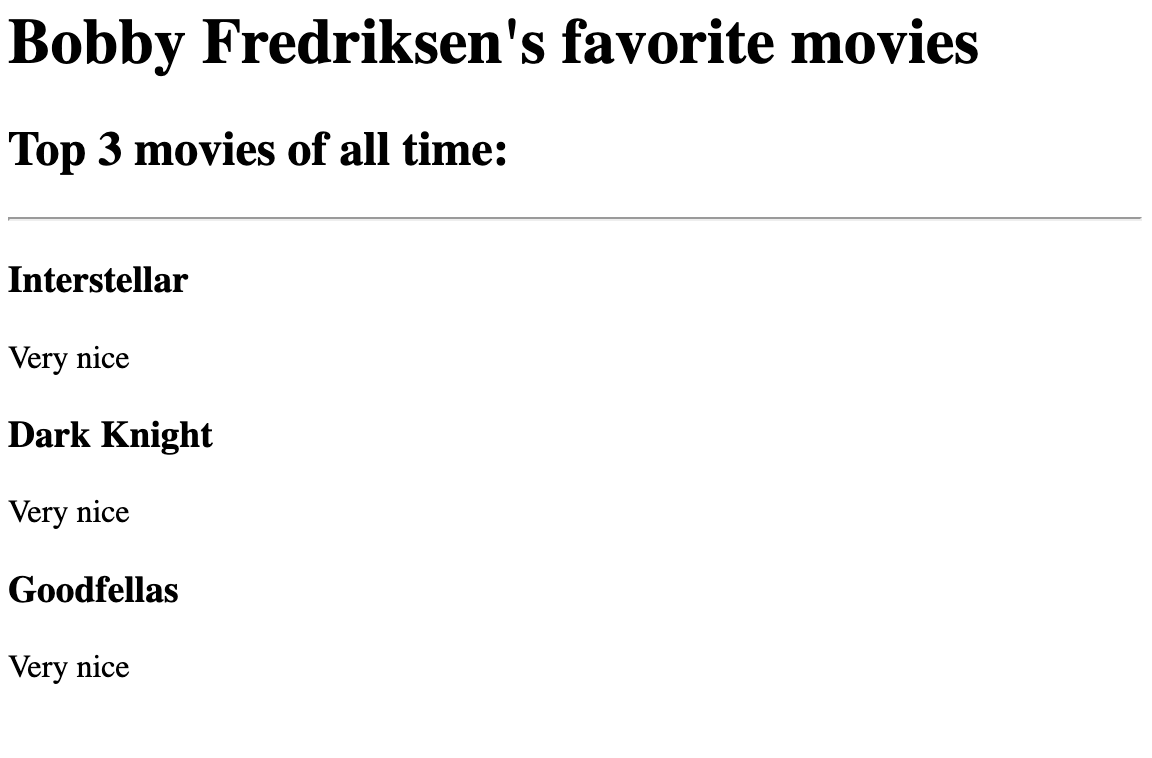 Bobby Fredriksen's favorite movies
Top 3 movies of all time:
Interstellar
Very nice
Dark Knight
Very nice
Goodfellas
Very nice